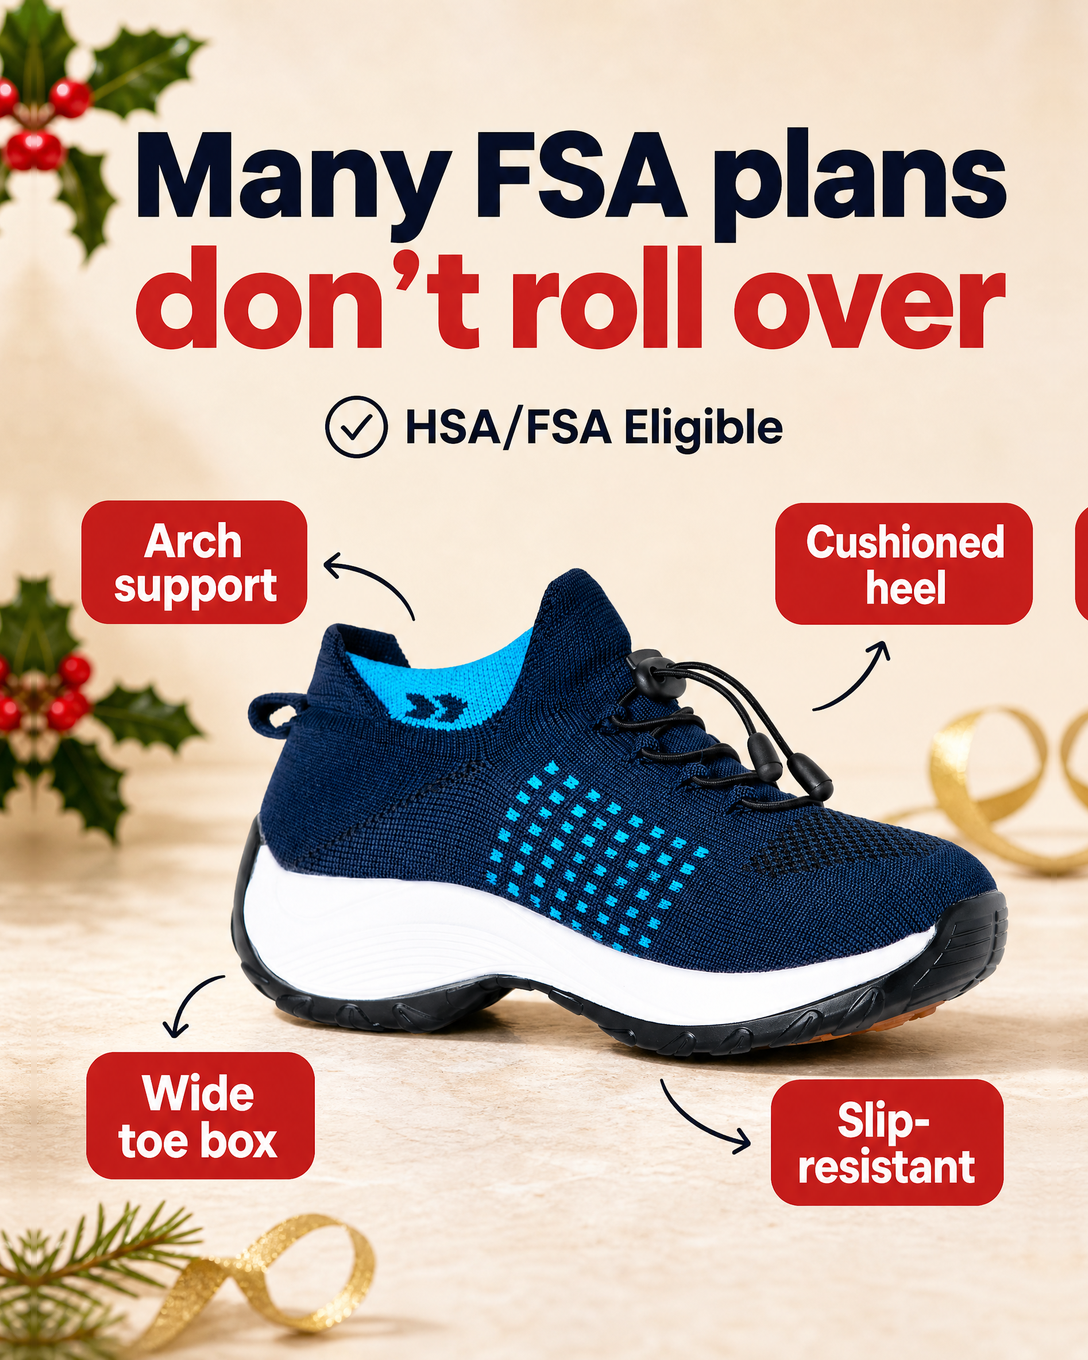 Many FSA plans
don’t roll over
HSA/FSA Eligible
Arch
support
Cushioned
heel
Wide
toe box
Slip-
resistant